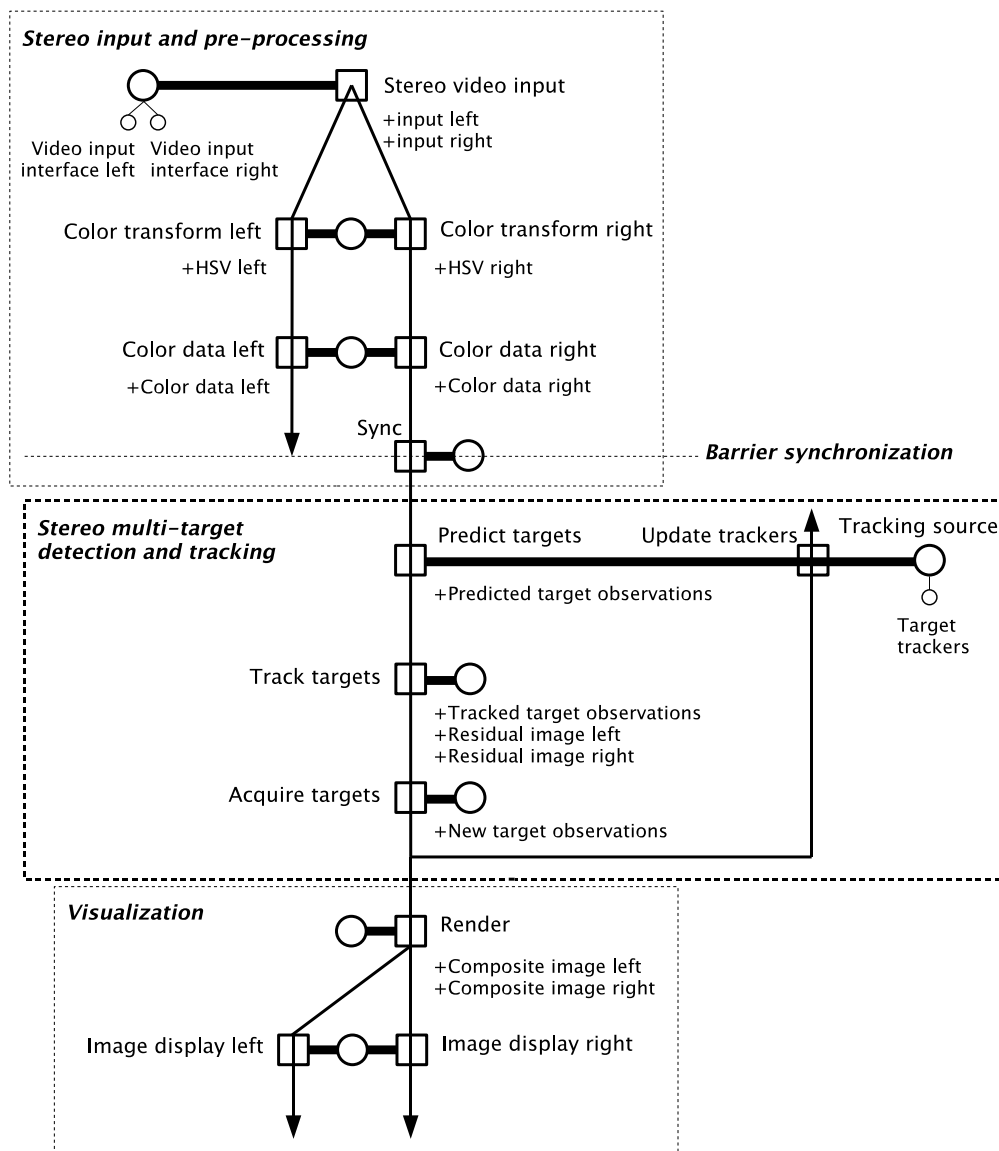 Stereo input and pre-processing
Stereo video input
+input left
+input right
Video input
interface left
Video input
interface right
Color transform left
Color transform right
+HSV left
+HSV right
Color data left
Color data right
+Color data left
+Color data right
Sync
Barrier synchronization
Stereo multi-target
detection and tracking
Predict targets
Update trackers
Tracking source
+Predicted target observations
Target
trackers
Track targets
+Tracked target observations
+Residual image left
+Residual image right
Acquire targets
+New target observations
Visualization
Render
+Composite image left
+Composite image right
Image display left
Image display right